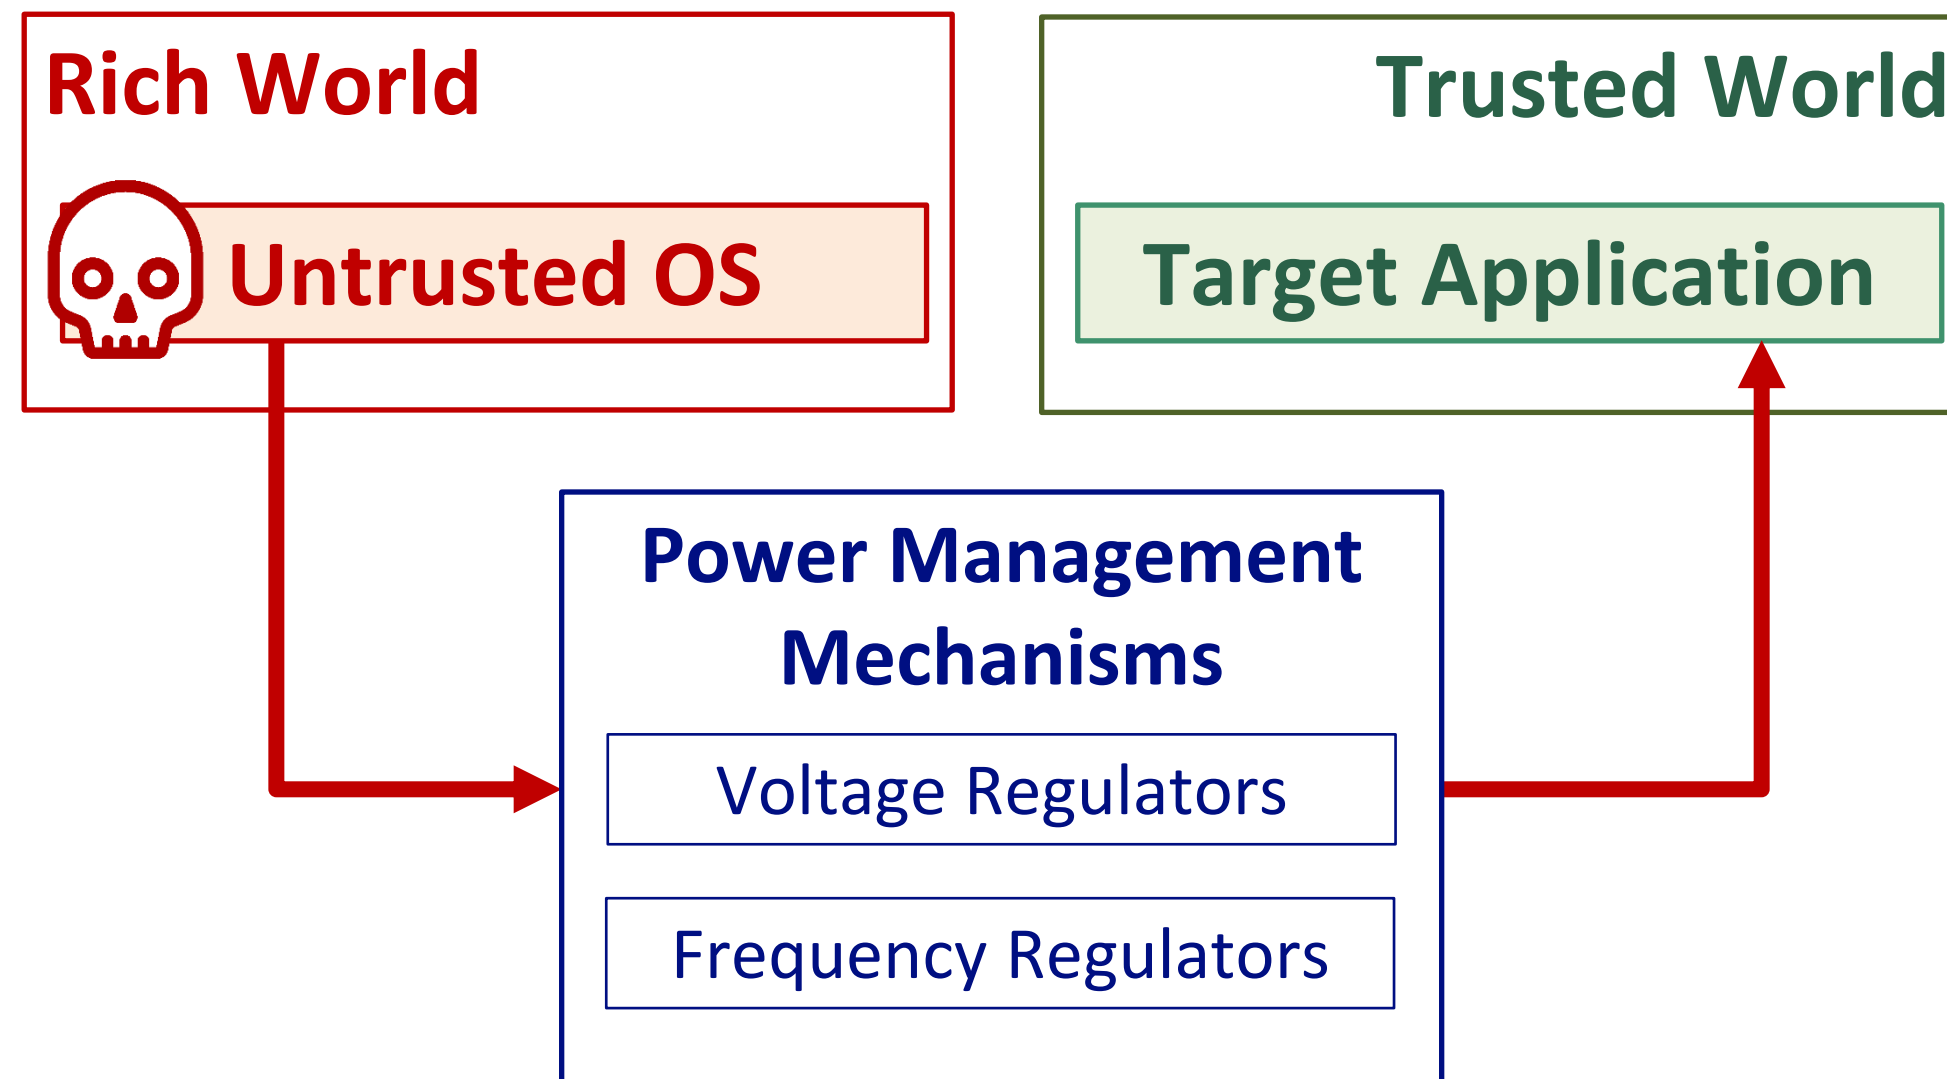 Rich World
Trusted World
Untrusted OS
Target Application
Power Management
Mechanisms
Voltage Regulators
Frequency Regulators